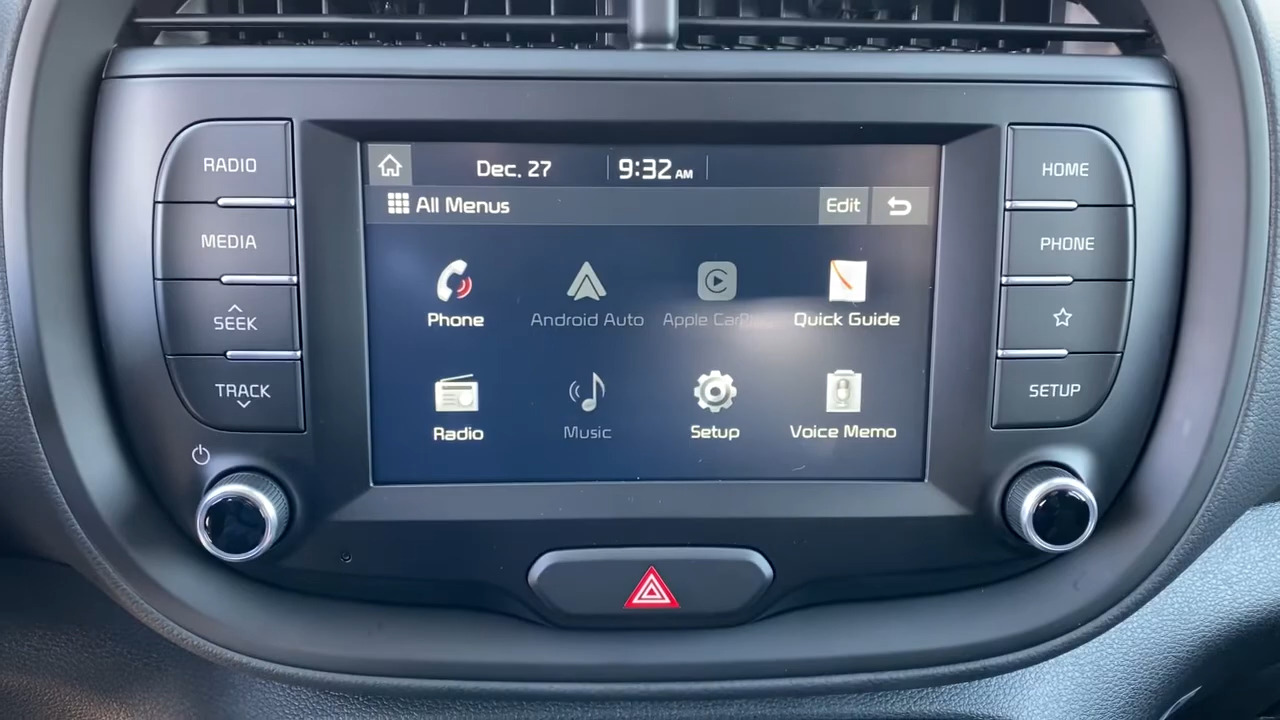 RADIO
MEDIA
SEEK
TRACK
Dec. 27
9:32 AM
All Menus
Edit
Phone
Android Auto
Apple
Quick Guide
Radio
Music
Setup
Voice Memo
HOME
PHONE
SETUP